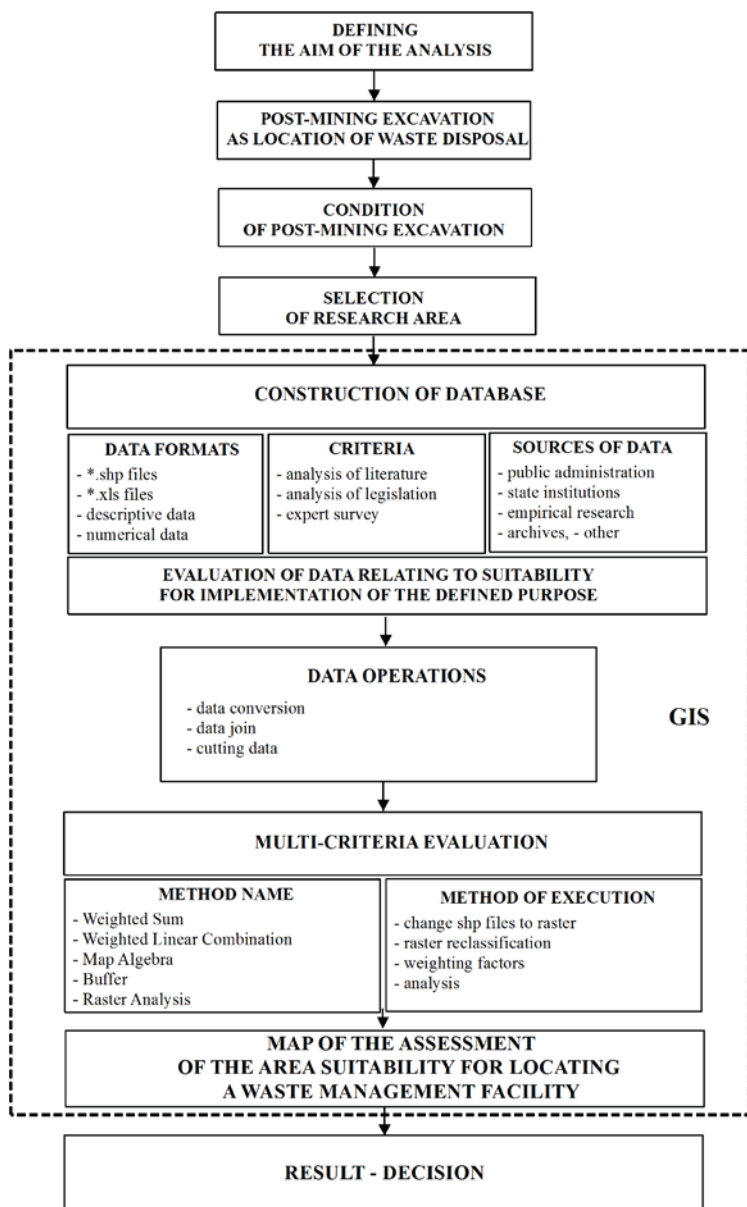 DEFINING
THE AIM OF THE ANALYSIS
POST-MINING EXCAVATION
AS LOCATION OF WASTE DISPOSAL
CONDITION
OF POST-MINING EXCAVATION
SELECTION
OF RESEARCH AREA
CONSTRUCTION OF DATABASE
DATA FORMATS
- *.shp files
- *.xls files
- descriptive data
- numerical data
CRITERIA
- analysis of literature
- analysis of legislation
- expert survey
SOURCES OF DATA
- public administration
- state institutions
- empirical research
- archives, - other
EVALUATION OF DATA RELATING TO SUITABILITY
FOR IMPLEMENTATION OF THE DEFINED PURPOSE
DATA OPERATIONS
- data conversion
- data join
- cutting data
GIS
MULTI-CRITERIA EVALUATION
METHOD NAME
- Weighted Sum
- Weighted Linear Combination
- Map Algebra
- Buffer
- Raster Analysis
METHOD OF EXECUTION
- change shp files to raster
- raster reclassification
- weighting factors
- analysis
MAP OF THE ASSESSMENT
OF THE AREA SUITABILITY FOR LOCATING
A WASTE MANAGEMENT FACILITY
RESULT - DECISION